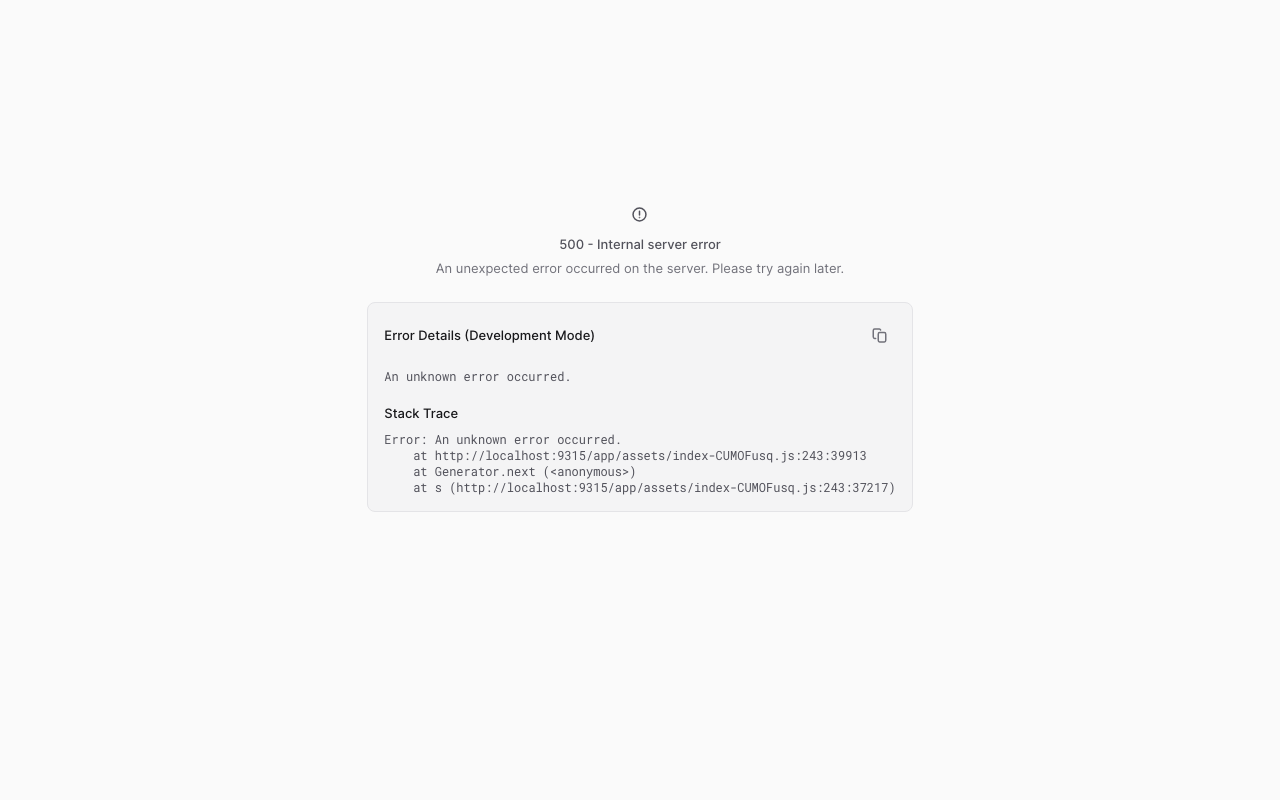 500 - Internal server error
An unexpected error occurred on the server. Please try again later.
Error Details (Development Mode)
An unknown error occurred.
Stack Trace
Error: An unknown error occurred.
    at http://localhost:9315/app/assets/index-CUMOFusq.js:243:39913
    at Generator.next (<anonymous>)
    at s (http://localhost:9315/app/assets/index-CUMOFusq.js:243:37217)